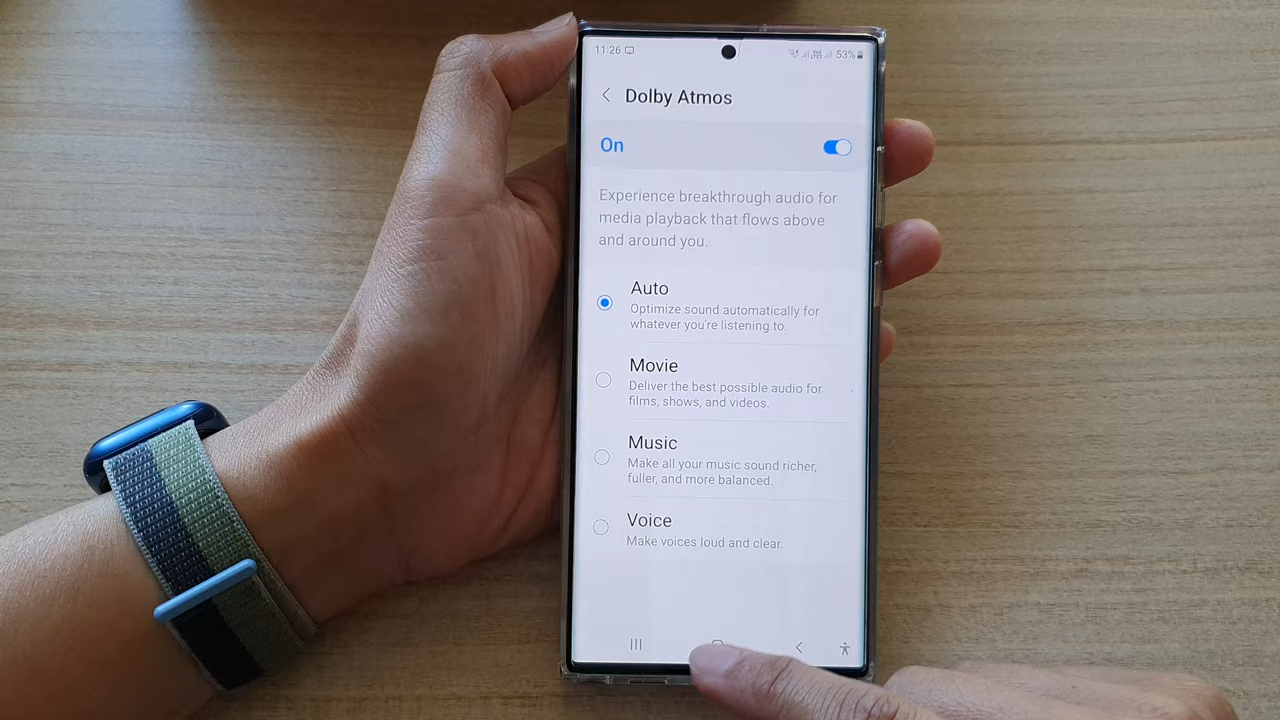 11:26
53%
Dolby Atmos
On
Experience breakthrough audio for
media playback that flows above
and around you.
Auto
Optimize sound automatically for
whatever you're listening to.
Movie
Deliver the best possible audio for
films, shows, and videos.
Music
Make all your music sound richer,
fuller, and more balanced.
Voice
Make voices loud and clear.